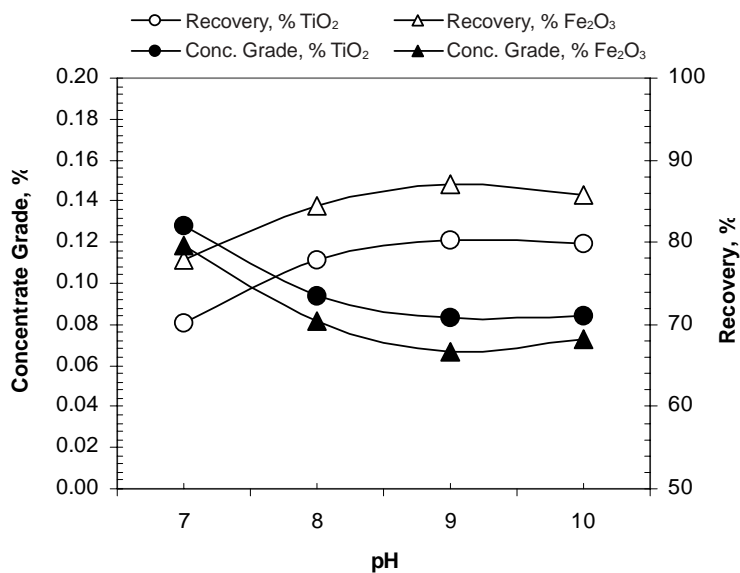 Recovery, % TiO₂ Recovery, % Fe₂O₃
Conc. Grade, % TiO₂ Conc. Grade, % Fe₂O₃
0.20 100
0.18
0.16 90
0.14
0.12 80
0.10
0.08 70
0.06
0.04 60
0.02
0.00 50
Concentrate Grade, %
Recovery, %
7 8 9 10
pH